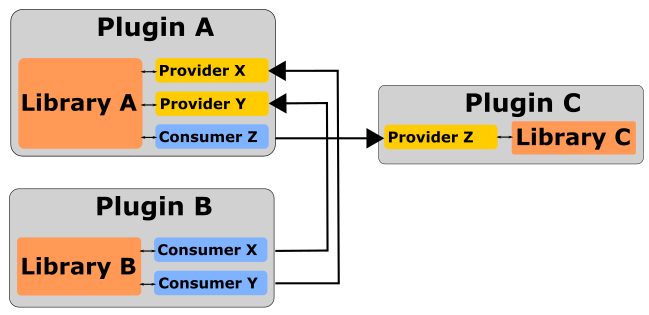 Plugin A
Library A
Provider X
Provider Y
Consumer Z
Plugin C
Provider Z
Library C
Plugin B
Library B
Consumer X
Consumer Y